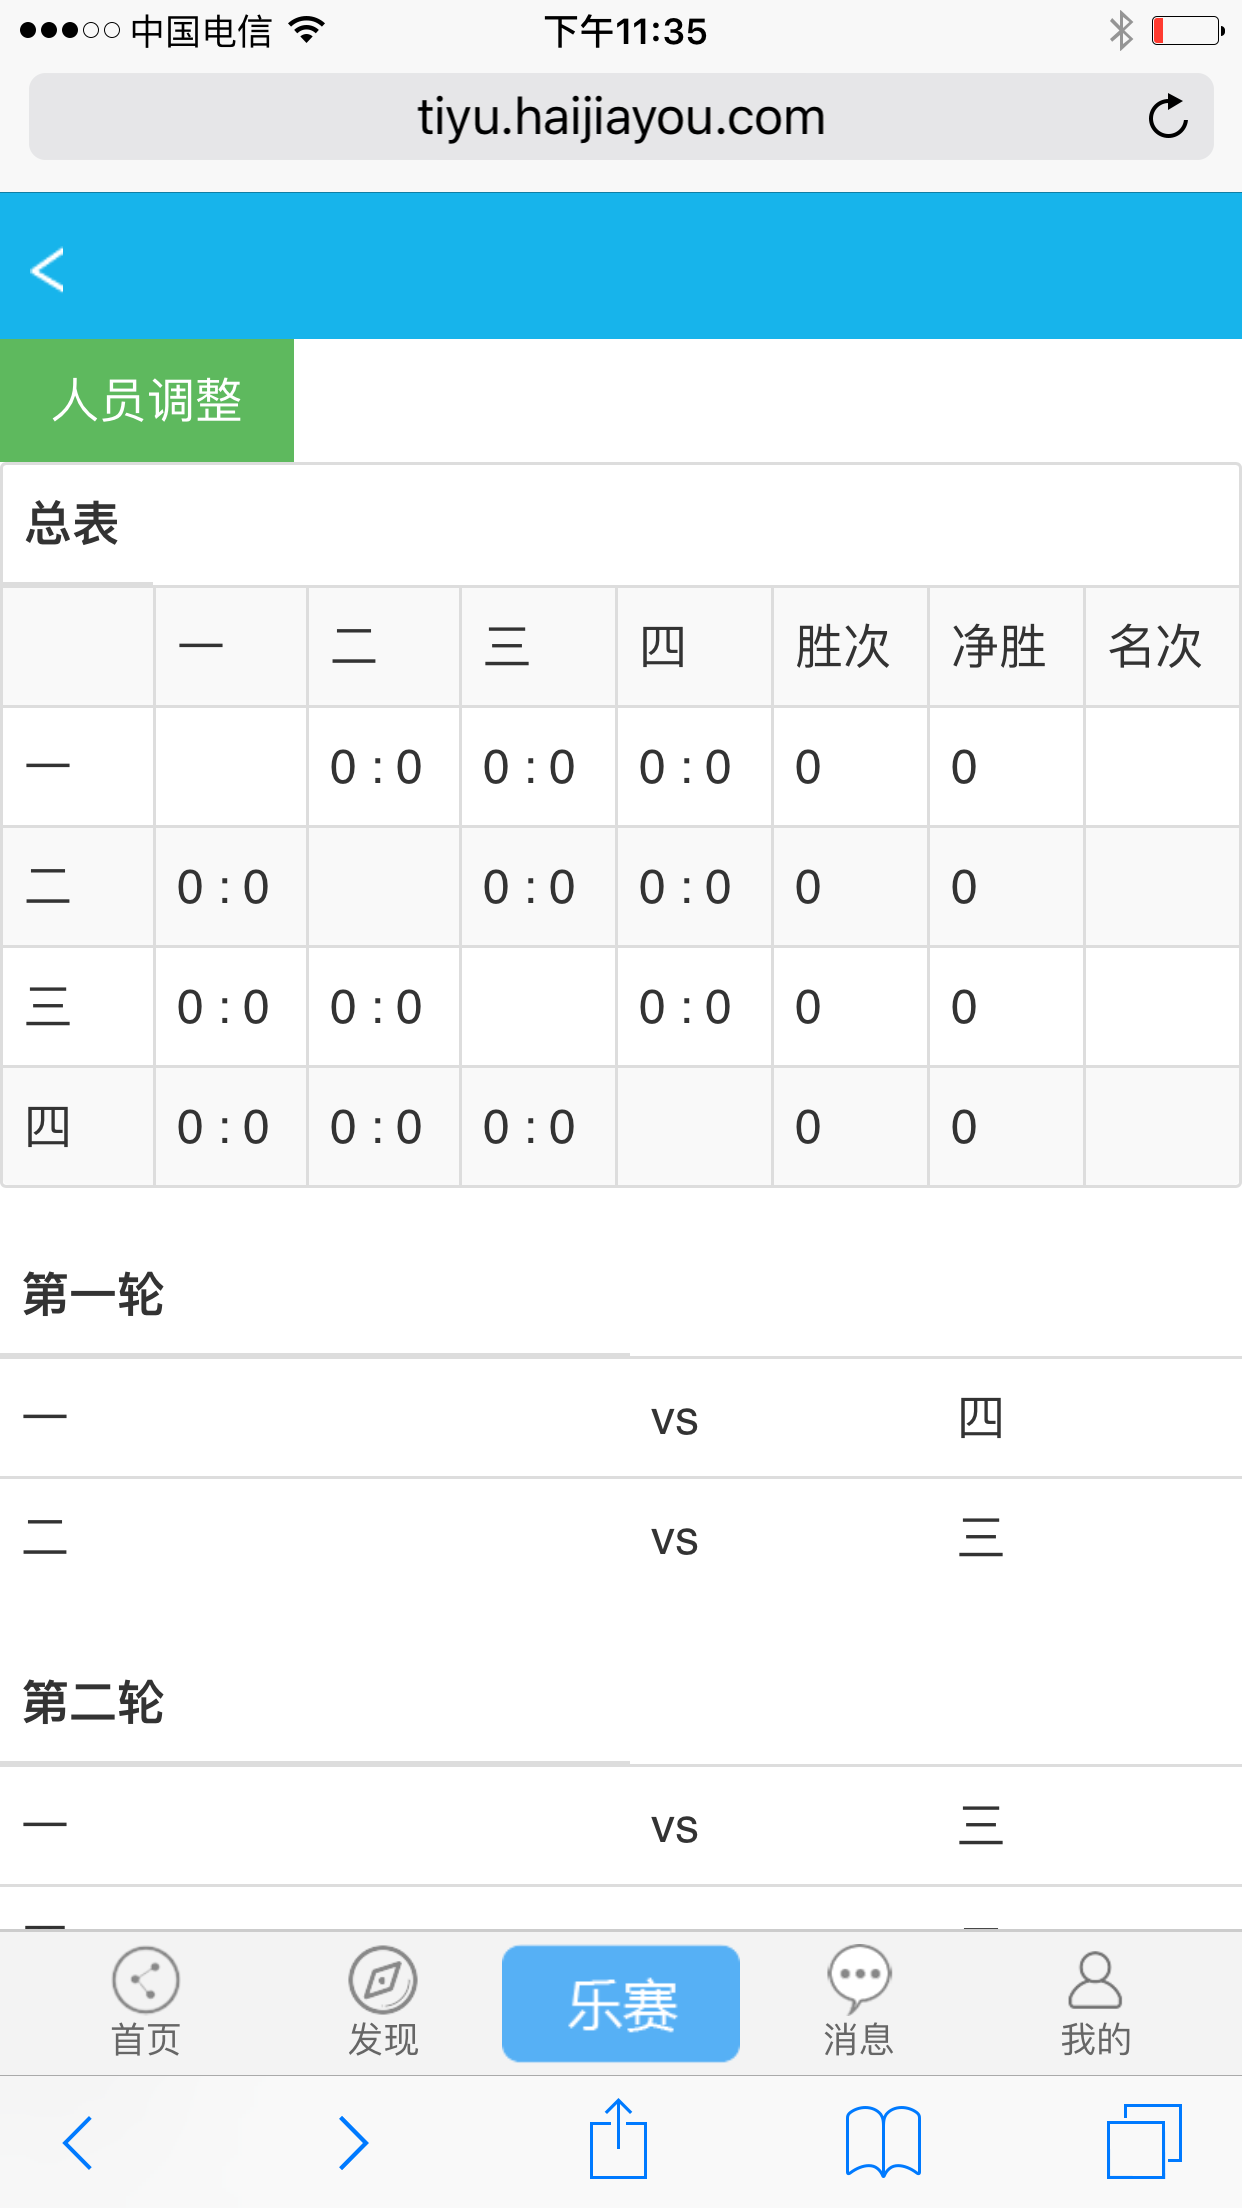 中国电信 下午11:35
tiyu.haijiayou.com
人员调整
总表
一 二 三 四 胜次 净胜 名次
一 0 : 0 0 : 0 0 : 0 0 0
二 0 : 0 0 : 0 0 : 0 0 0
三 0 : 0 0 : 0 0 : 0 0 0
四 0 : 0 0 : 0 0 : 0 0 0
第一轮
一 vs 四
二 vs 三
第二轮
一 vs 三
首页 发现 乐赛 消息 我的